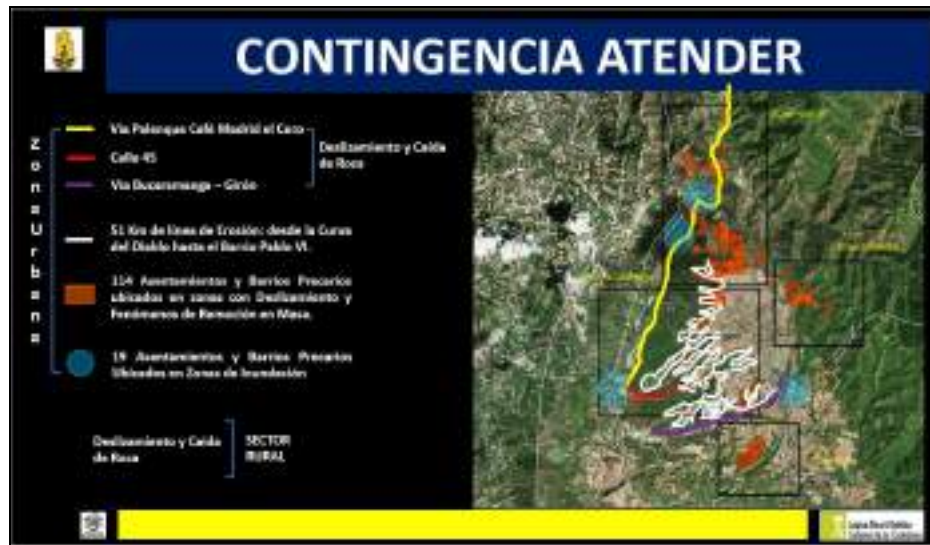 CONTINGENCIA ATENDER
Zona Urbana
Via Palenque Café Madrid el Cero
Calle 45
Via Bucaramanga – Girón
Deslizamiento y Caída
de Roca
51 Km de línea de Erosión: desde la Curva
del Diablo hasta el Barrio Pablo VI.
114 Asentamientos y Barrios Precarios
ubicados en zonas con Deslizamiento y
Fenómenos de Remoción en Masa.
19 Asentamientos y Barrios Precarios
Ubicados en Zonas de Inundación
Deslizamiento y Caída
de Roca
SECTOR
RURAL